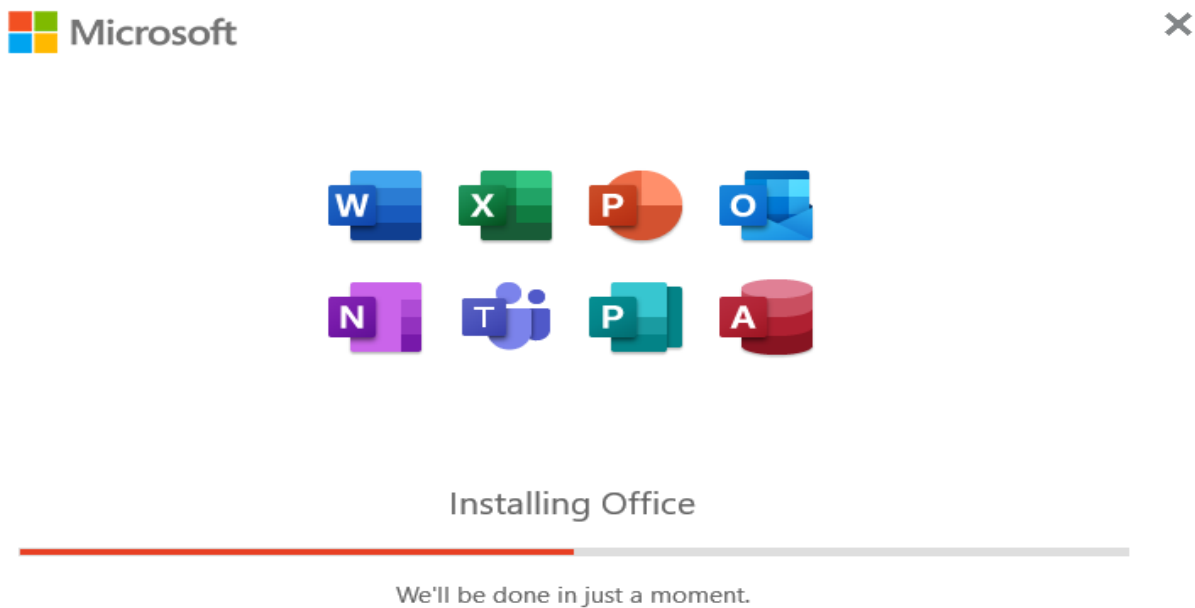 Microsoft
W X P O
N T P A
Installing Office
We'll be done in just a moment.